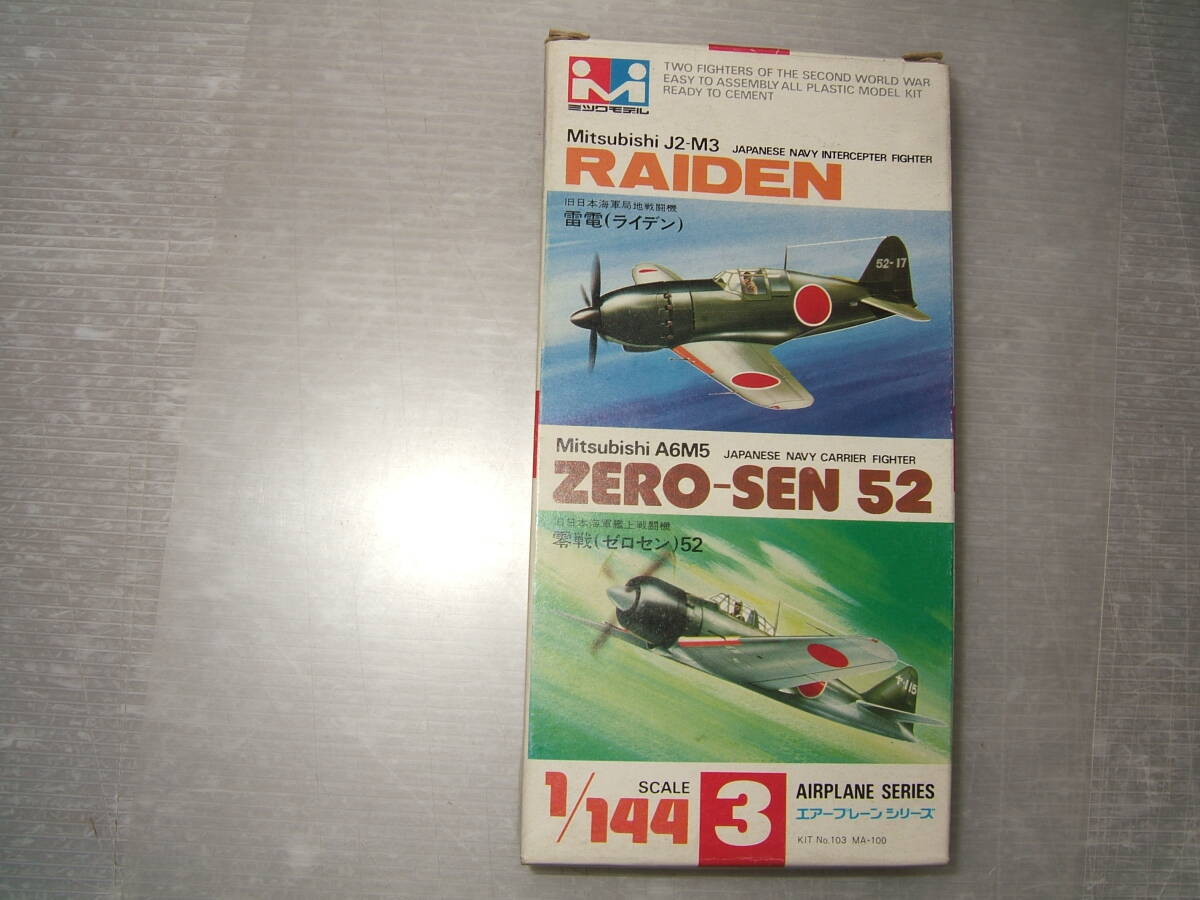 TWO FIGHTERS OF THE SECOND WORLD WAR
EASY TO ASSEMBLY ALL PLASTIC MODEL KIT
READY TO CEMENT
ミツワモデル
Mitsubishi J2-M3 JAPANESE NAVY INTERCEPTER FIGHTER
RAIDEN
旧日本海軍局地戦闘機
雷電(ライデン)
52-17
Mitsubishi A6M5 JAPANESE NAVY CARRIER FIGHTER
ZERO-SEN 52
旧日本海軍艦上戦闘機
零戦(ゼロセン)52
1/144 SCALE
3
AIRPLANE SERIES
エアープレーンシリーズ
KIT No.103 MA-100